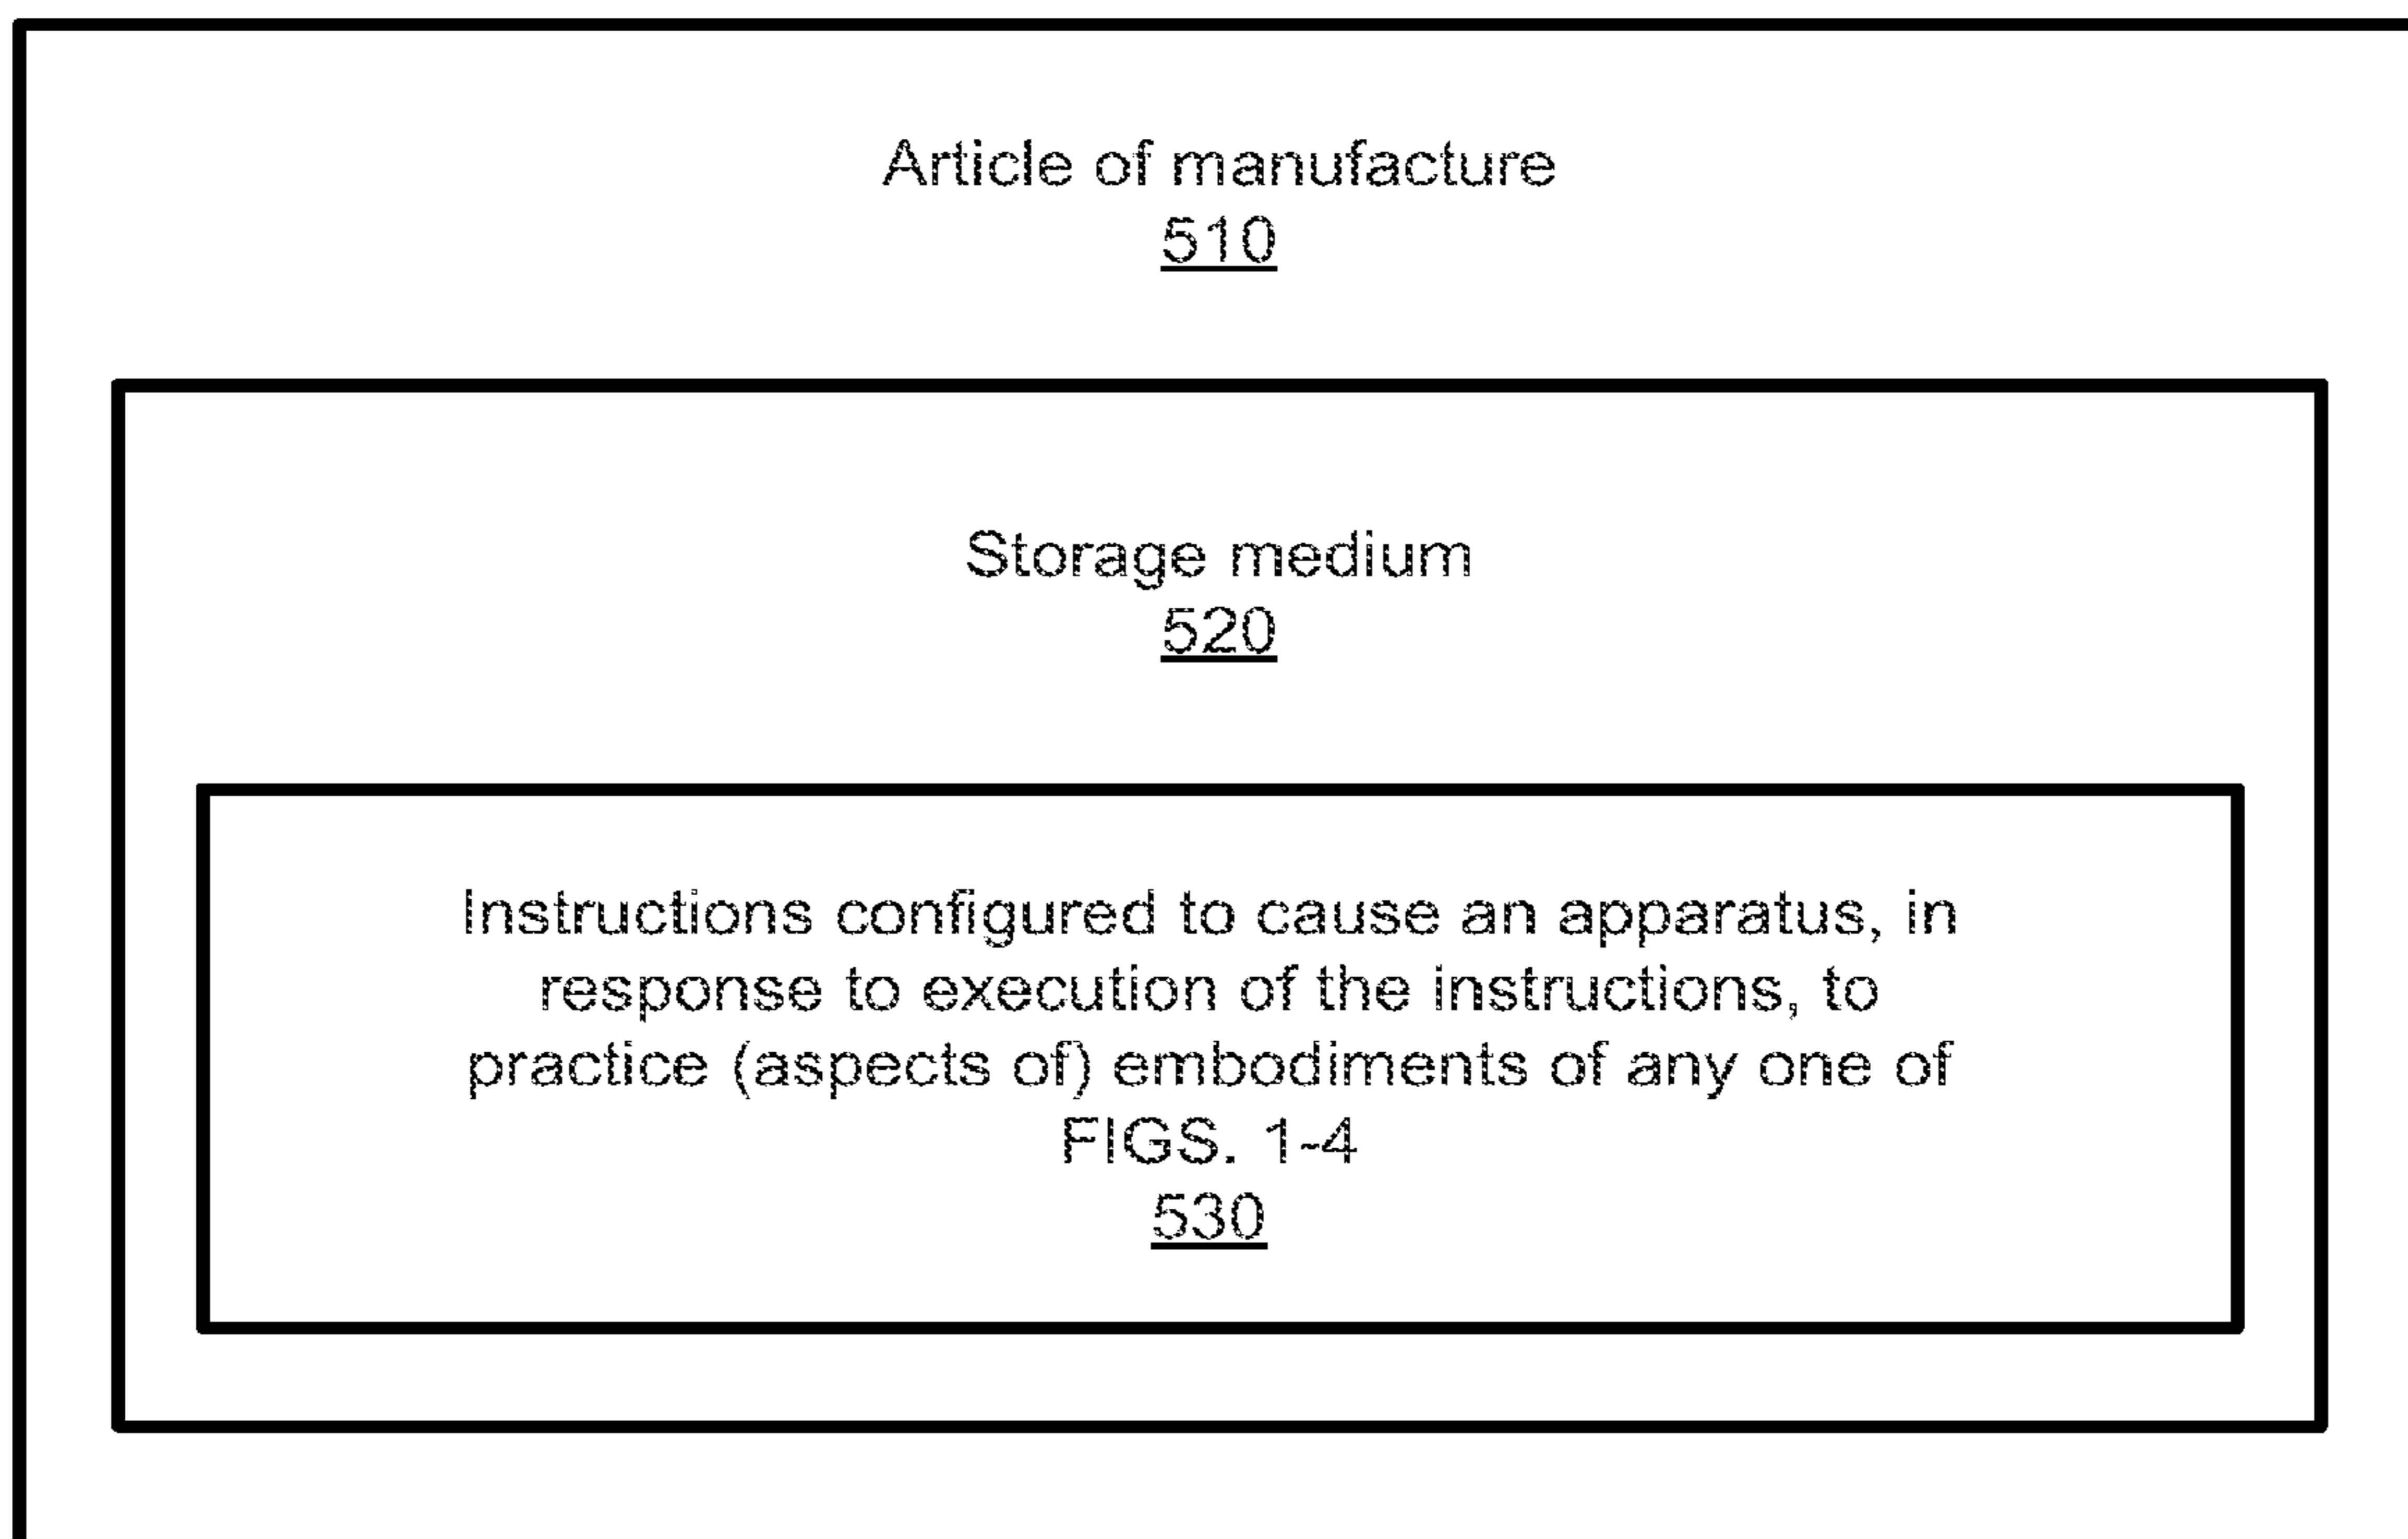 Article of manufacture
510
Storage medium
520
Instructions configured to cause an apparatus, in
response to execution of the instructions, to
practice (aspects of) embodiments of any one of
FIGS. 1-4
530